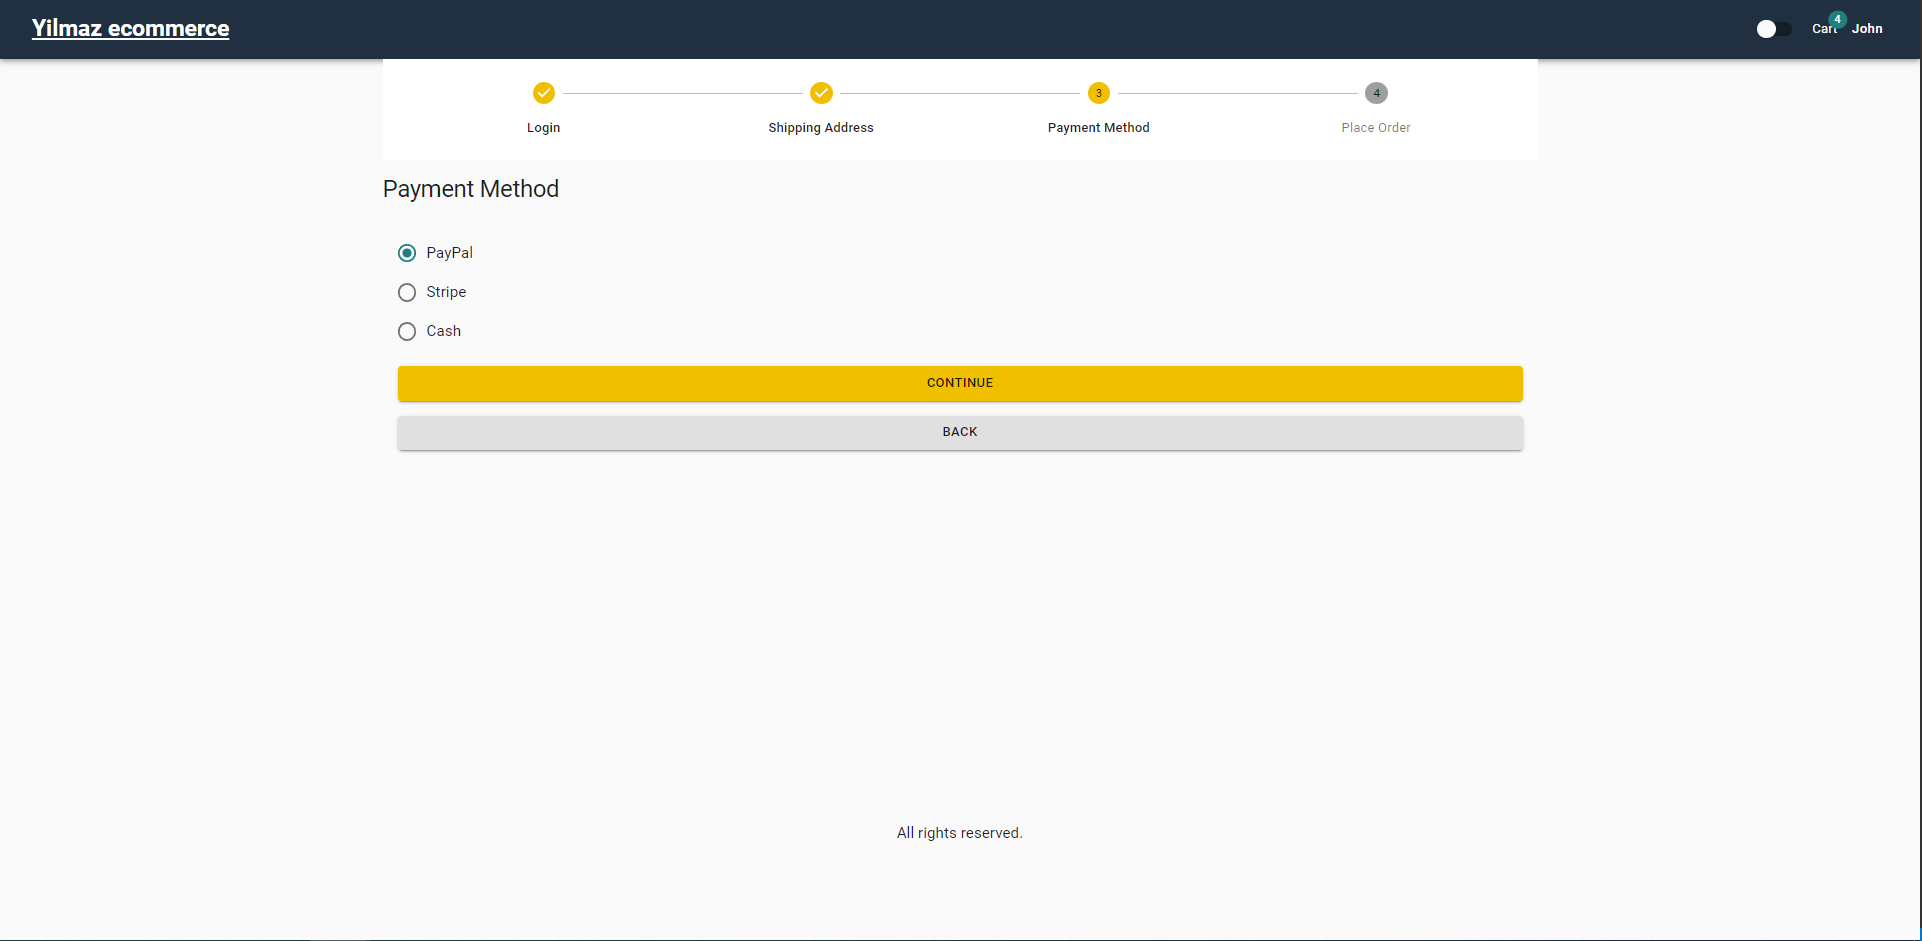 Yilmaz ecommerce
Cart 4 John
3 4
Login Shipping Address Payment Method Place Order
Payment Method
PayPal
Stripe
Cash
CONTINUE
BACK
All rights reserved.